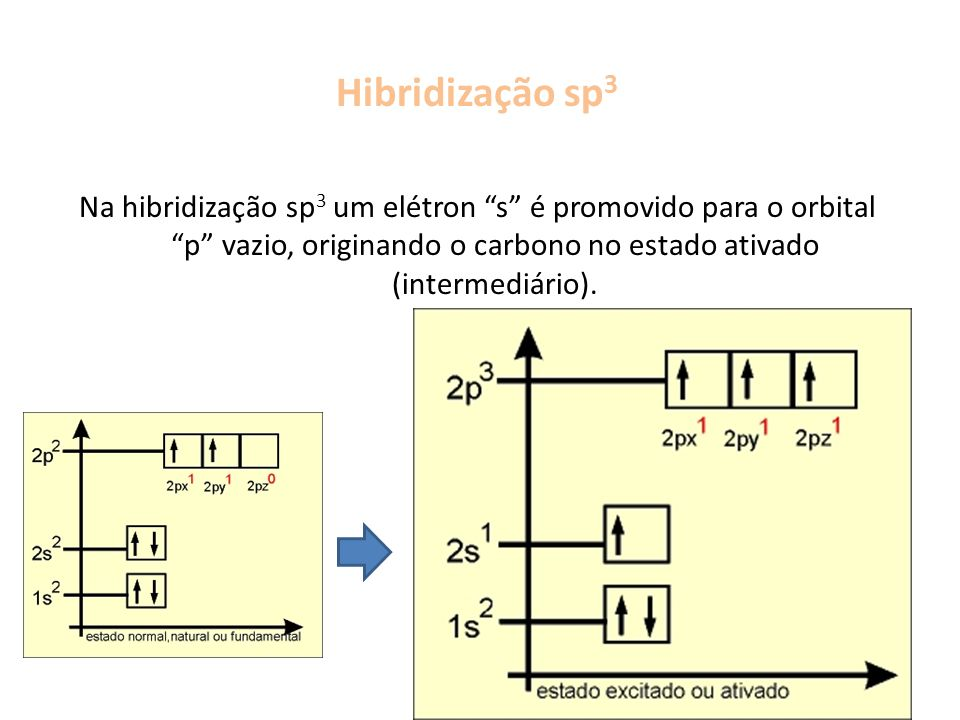 Hibridização sp³
Na hibridização sp³ um elétron “s” é promovido para o orbital
“p” vazio, originando o carbono no estado ativado
(intermediário).
2p²
2px¹ 2py¹ 2pz⁰
2s²
1s²
estado normal,natural ou fundamental
2p³
2px¹ 2py¹ 2pz¹
2s¹
1s²
estado excitado ou ativado